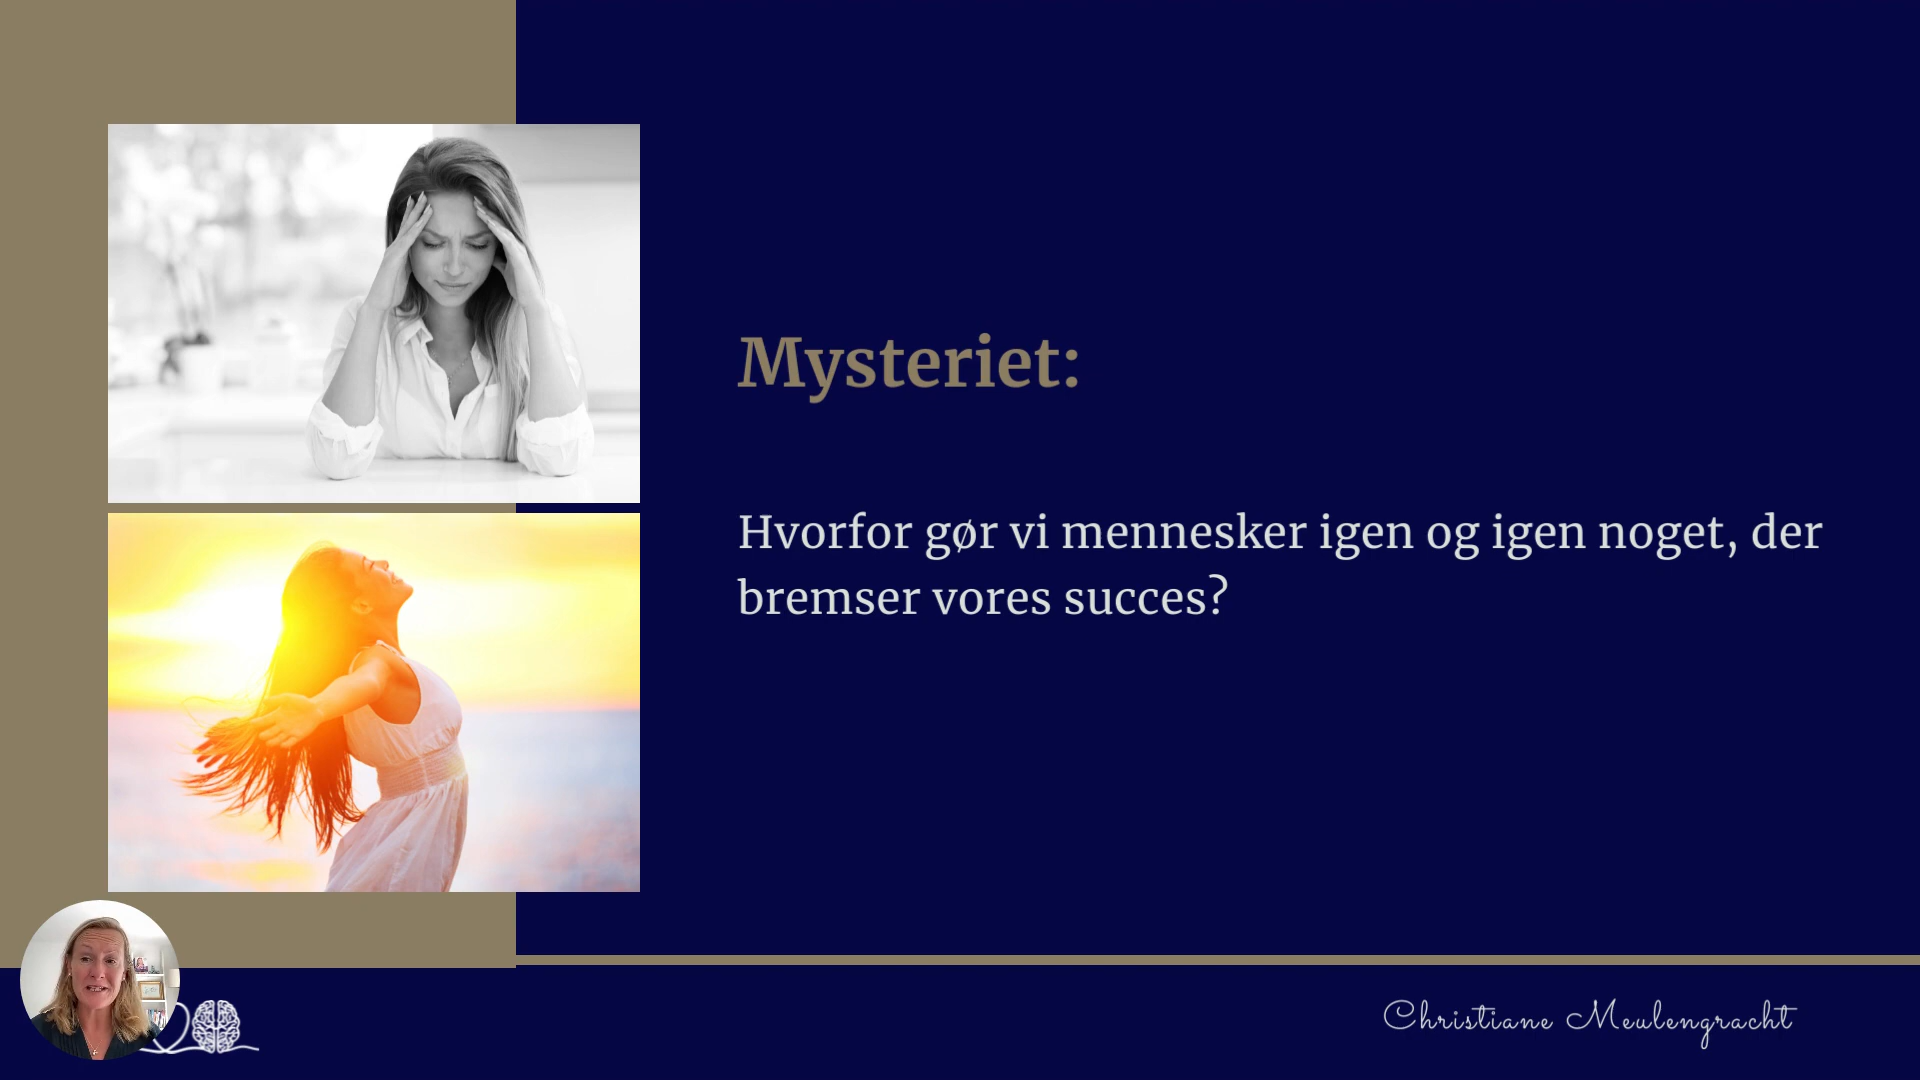 Mysteriet:
Hvorfor gør vi mennesker igen og igen noget, der
bremser vores succes?
Christiane Meulengracht